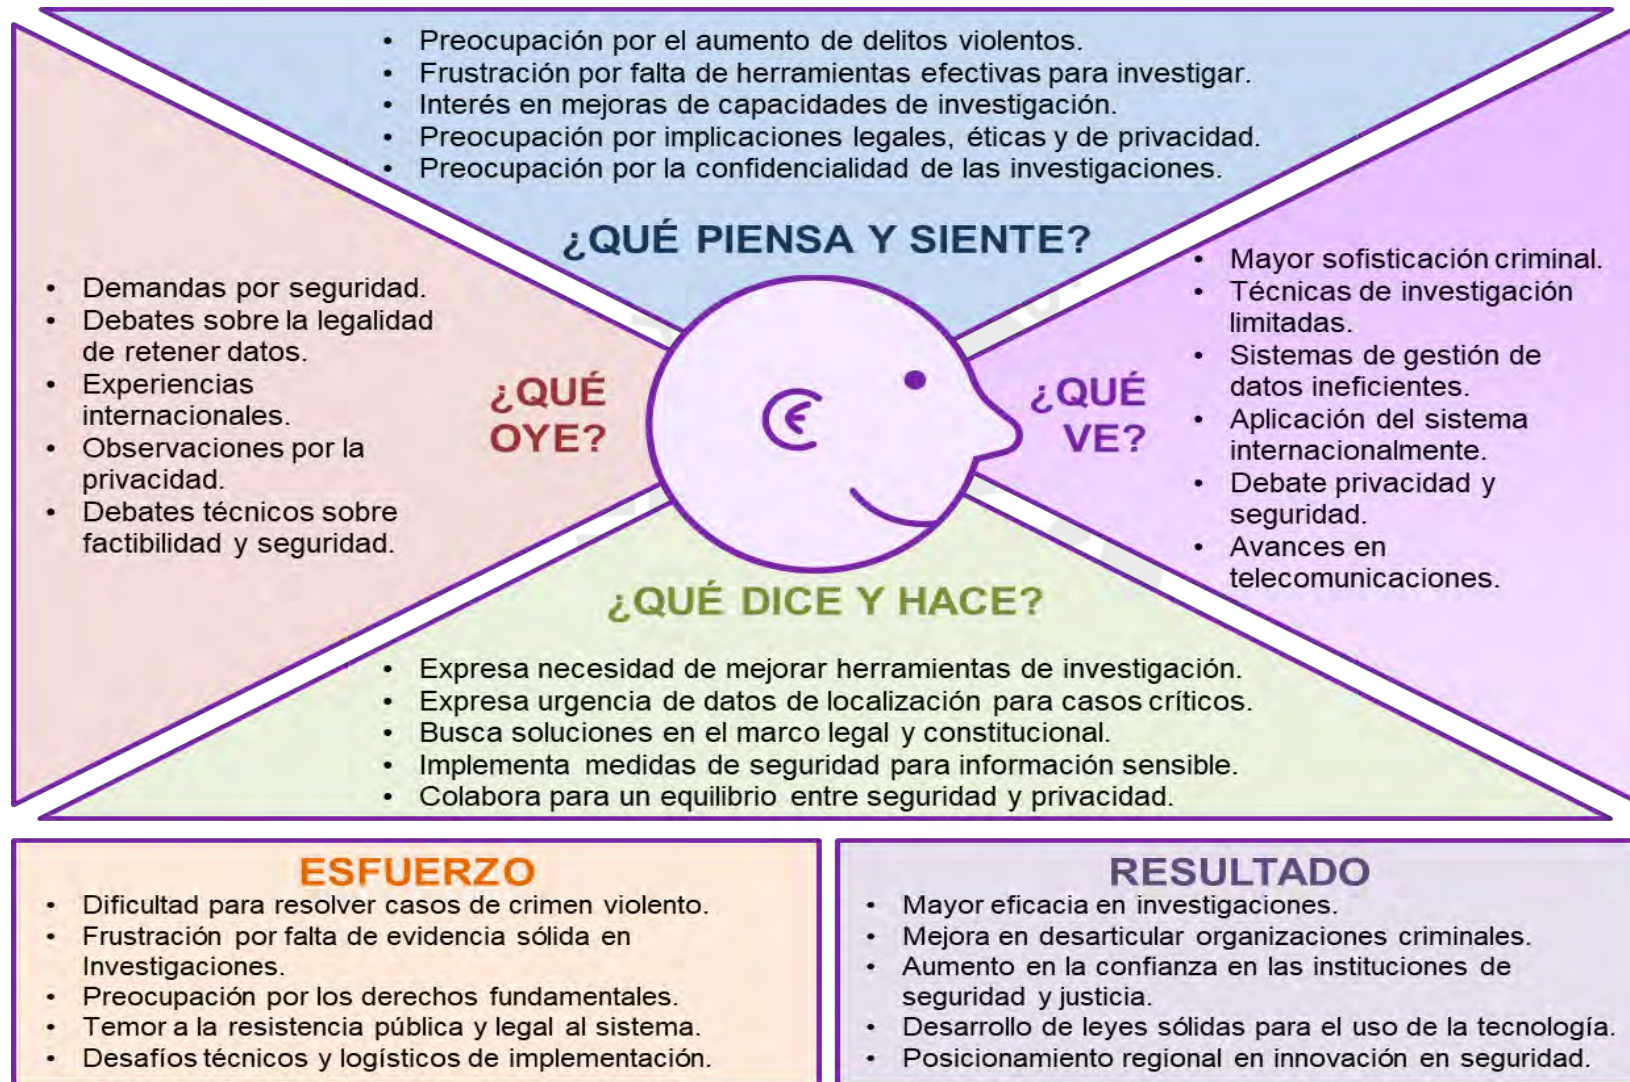 • Preocupación por el aumento de delitos violentos.
• Frustración por falta de herramientas efectivas para investigar.
• Interés en mejoras de capacidades de investigación.
• Preocupación por implicaciones legales, éticas y de privacidad.
• Preocupación por la confidencialidad de las investigaciones.
¿QUÉ PIENSA Y SIENTE?
• Demandas por seguridad.
• Debates sobre la legalidad
de retener datos.
• Experiencias
internacionales.
• Observaciones por la
privacidad.
• Debates técnicos sobre
factibilidad y seguridad.
¿QUÉ
OYE?
¿QUÉ
VE?
• Mayor sofisticación criminal.
• Técnicas de investigación
limitadas.
• Sistemas de gestión de
datos ineficientes.
• Aplicación del sistema
internacionalmente.
• Debate privacidad y
seguridad.
• Avances en
telecomunicaciones.
¿QUÉ DICE Y HACE?
• Expresa necesidad de mejorar herramientas de investigación.
• Expresa urgencia de datos de localización para casos críticos.
• Busca soluciones en el marco legal y constitucional.
• Implementa medidas de seguridad para información sensible.
• Colabora para un equilibrio entre seguridad y privacidad.
ESFUERZO
• Dificultad para resolver casos de crimen violento.
• Frustración por falta de evidencia sólida en
Investigaciones.
• Preocupación por los derechos fundamentales.
• Temor a la resistencia pública y legal al sistema.
• Desafíos técnicos y logísticos de implementación.
RESULTADO
• Mayor eficacia en investigaciones.
• Mejora en desarticular organizaciones criminales.
• Aumento en la confianza en las instituciones de
seguridad y justicia.
• Desarrollo de leyes sólidas para el uso de la tecnología.
• Posicionamiento regional en innovación en seguridad.